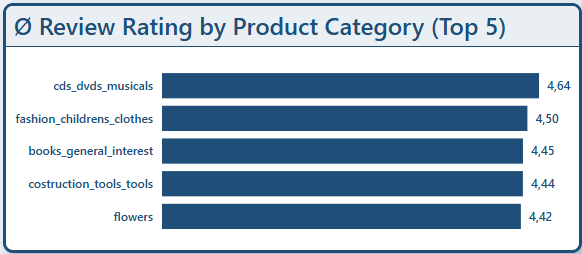 Ø Review Rating by Product Category (Top 5)
cds_dvds_musicals 4,64
fashion_childrens_clothes 4,50
books_general_interest 4,45
costruction_tools_tools 4,44
flowers 4,42